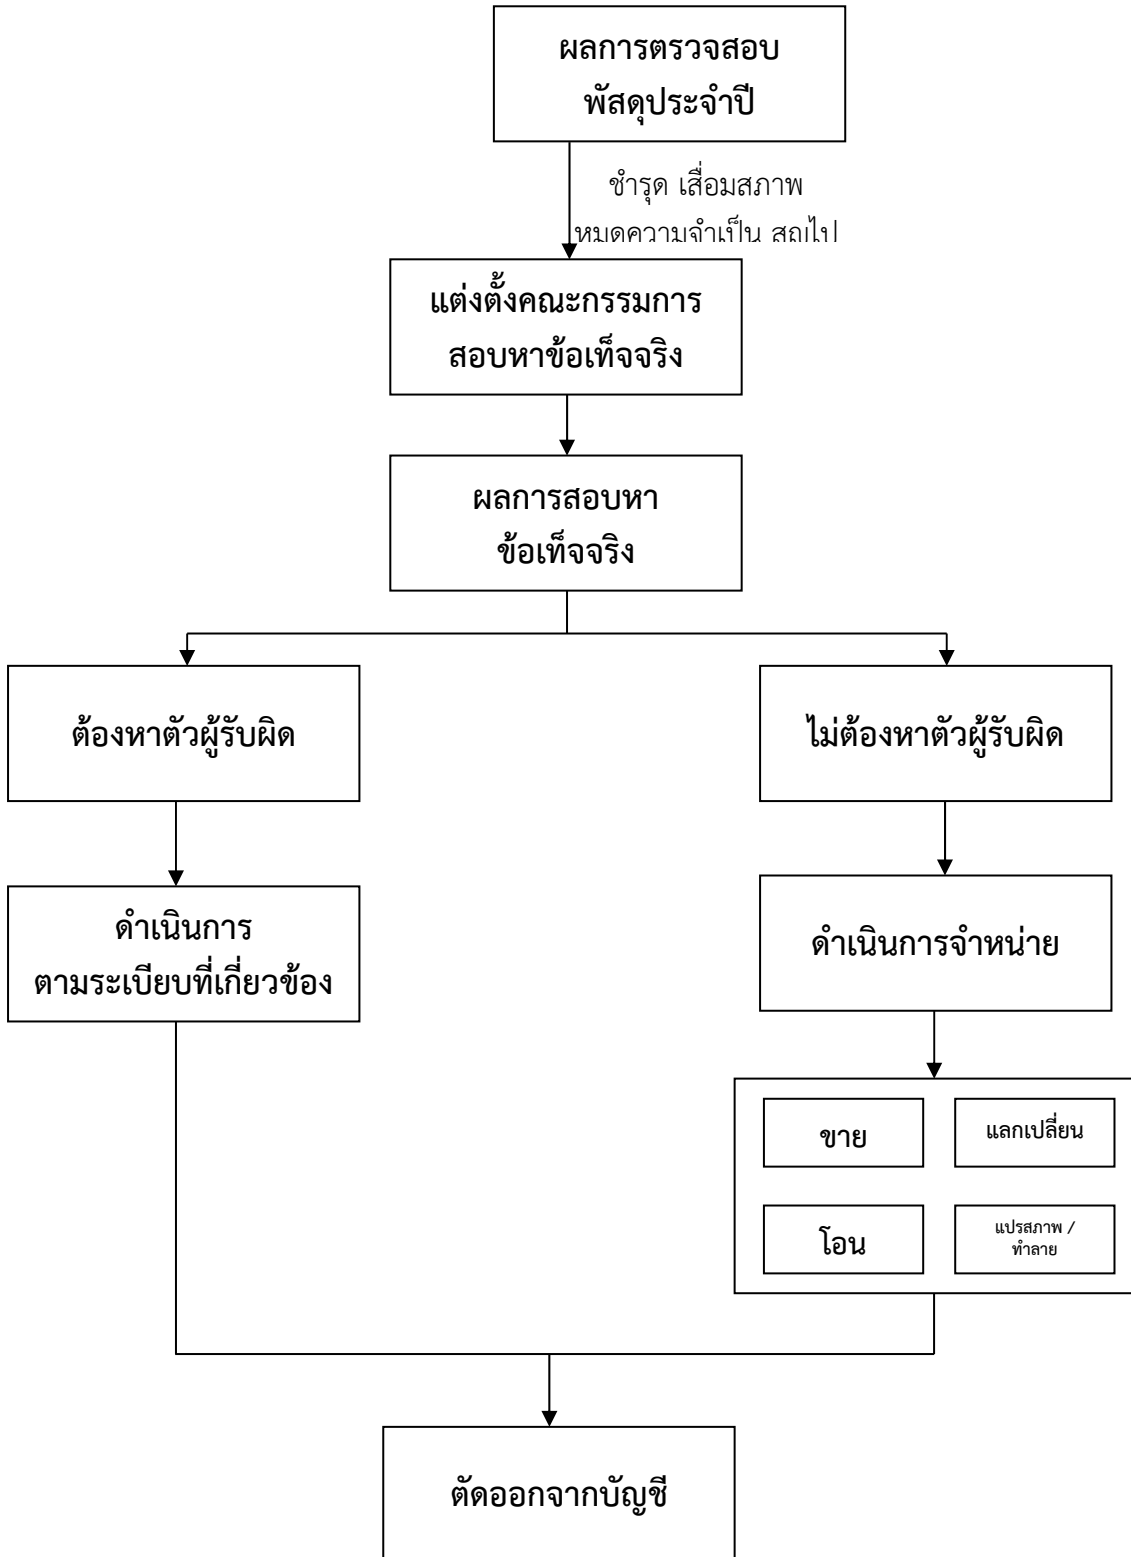 ผลการตรวจสอบ
พัสดุประจำปี
ชำรุด เสื่อมสภาพ
หมดความจำเป็น สูญไป
แต่งตั้งคณะกรรมการ
สอบหาข้อเท็จจริง
ผลการสอบหา
ข้อเท็จจริง
ต้องหาตัวผู้รับผิด
ไม่ต้องหาตัวผู้รับผิด
ดำเนินการ
ตามระเบียบที่เกี่ยวข้อง
ดำเนินการจำหน่าย
ขาย
แลกเปลี่ยน
โอน
แปรสภาพ /
ทำลาย
ตัดออกจากบัญชี